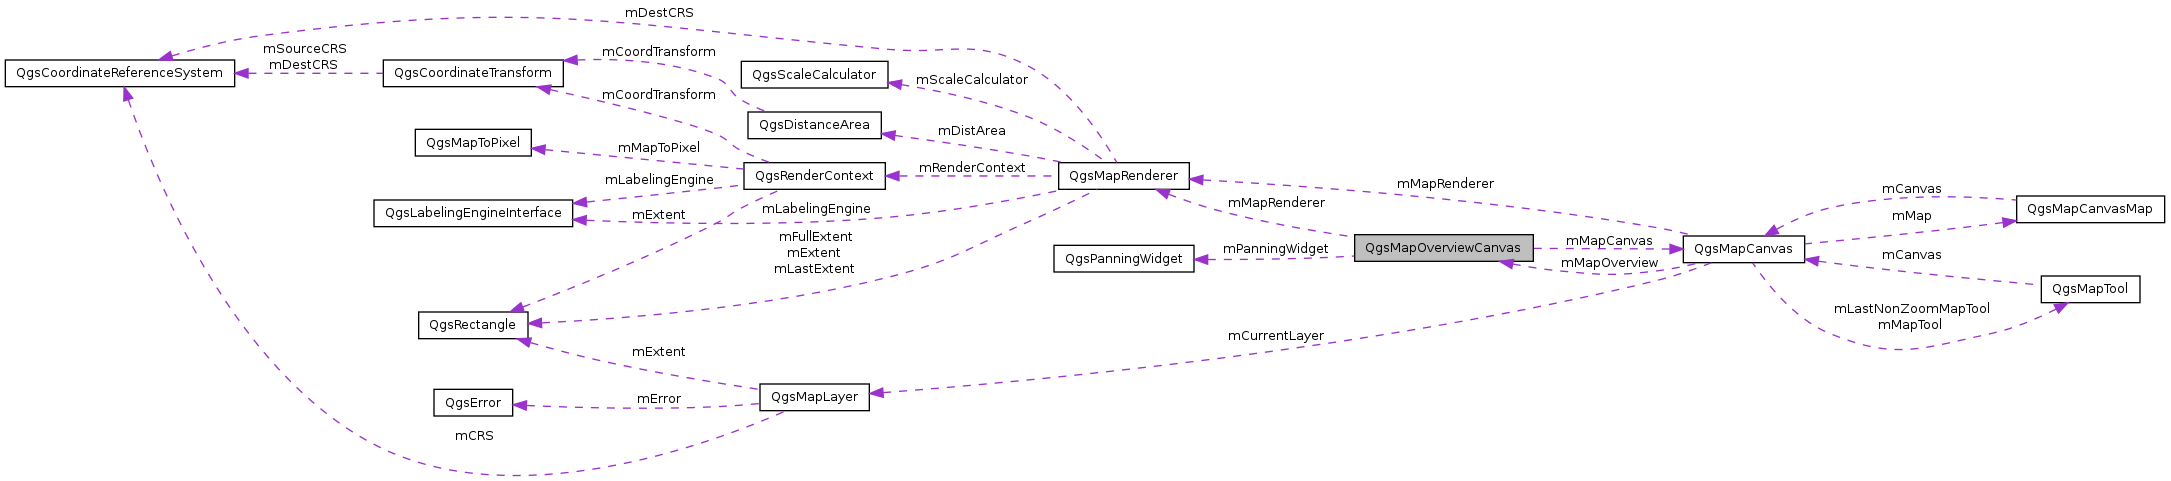 mDestCRS
mSourceCRS
mDestCRS
mCoordTransform
QgsCoordinateReferenceSystem
QgsCoordinateTransform
QgsScaleCalculator
mScaleCalculator
mCoordTransform
QgsDistanceArea
mDistArea
QgsMapToPixel
mMapToPixel
mLabelingEngine
QgsRenderContext
mRenderContext
QgsMapRenderer
mMapRenderer
mCanvas
QgsLabelingEngineInterface
mExtent
mLabelingEngine
mMapRenderer
mMap
QgsMapCanvasMap
mFullExtent
mExtent
mLastExtent
mPanningWidget
QgsPanningWidget
QgsMapOverviewCanvas
mMapCanvas
mMapOverview
QgsMapCanvas
mCanvas
QgsMapTool
mLastNonZoomMapTool
mMapTool
QgsRectangle
mCurrentLayer
mExtent
QgsError
mError
QgsMapLayer
mCRS